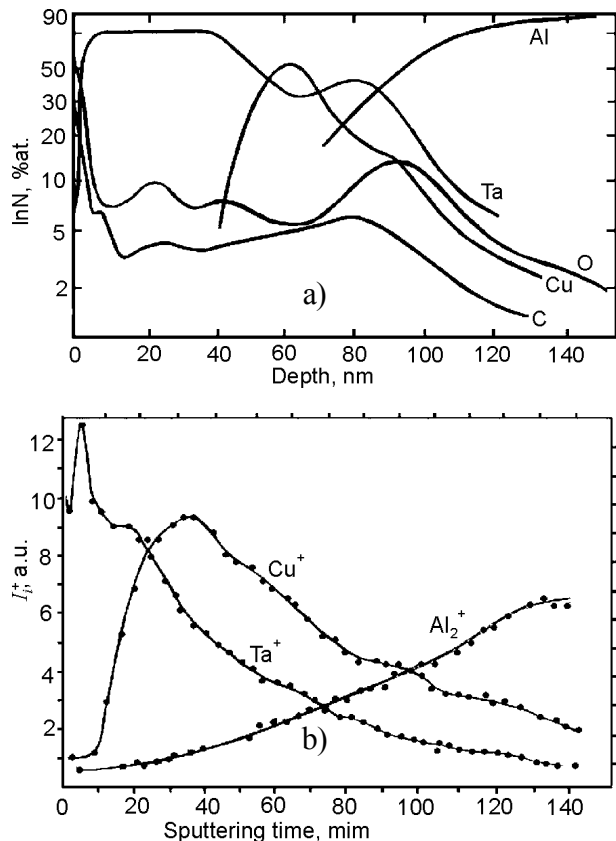 90
50
30
20
10
5
2
lnN, %at.
Al
Ta
O
Cu
C
a)
0 20 40 60 80 100 120 140
Depth, nm
12
10
8
6
4
2
I_i^+, a.u.
Cu^+
Ta^+
Al_2^+
b)
0 20 40 60 80 100 120 140
Sputtering time, mim